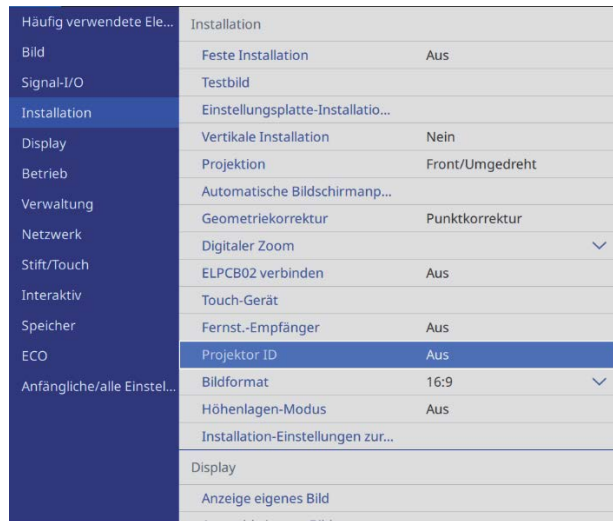 Häufig verwendete Ele...
Bild
Signal-I/O
Installation
Display
Betrieb
Verwaltung
Netzwerk
Stift/Touch
Interaktiv
Speicher
ECO
Anfängliche/alle Einstel...
Installation
Feste Installation Aus
Testbild
Einstellungsplatte-Installatio...
Vertikale Installation Nein
Projektion Front/Umgedreht
Automatische Bildschirmanp...
Geometriekorrektur Punktkorrektur
Digitaler Zoom
ELPCB02 verbinden Aus
Touch-Gerät
Fernst.-Empfänger Aus
Projektor ID Aus
Bildformat 16:9
Höhenlagen-Modus Aus
Installation-Einstellungen zur...
Display
Anzeige eigenes Bild